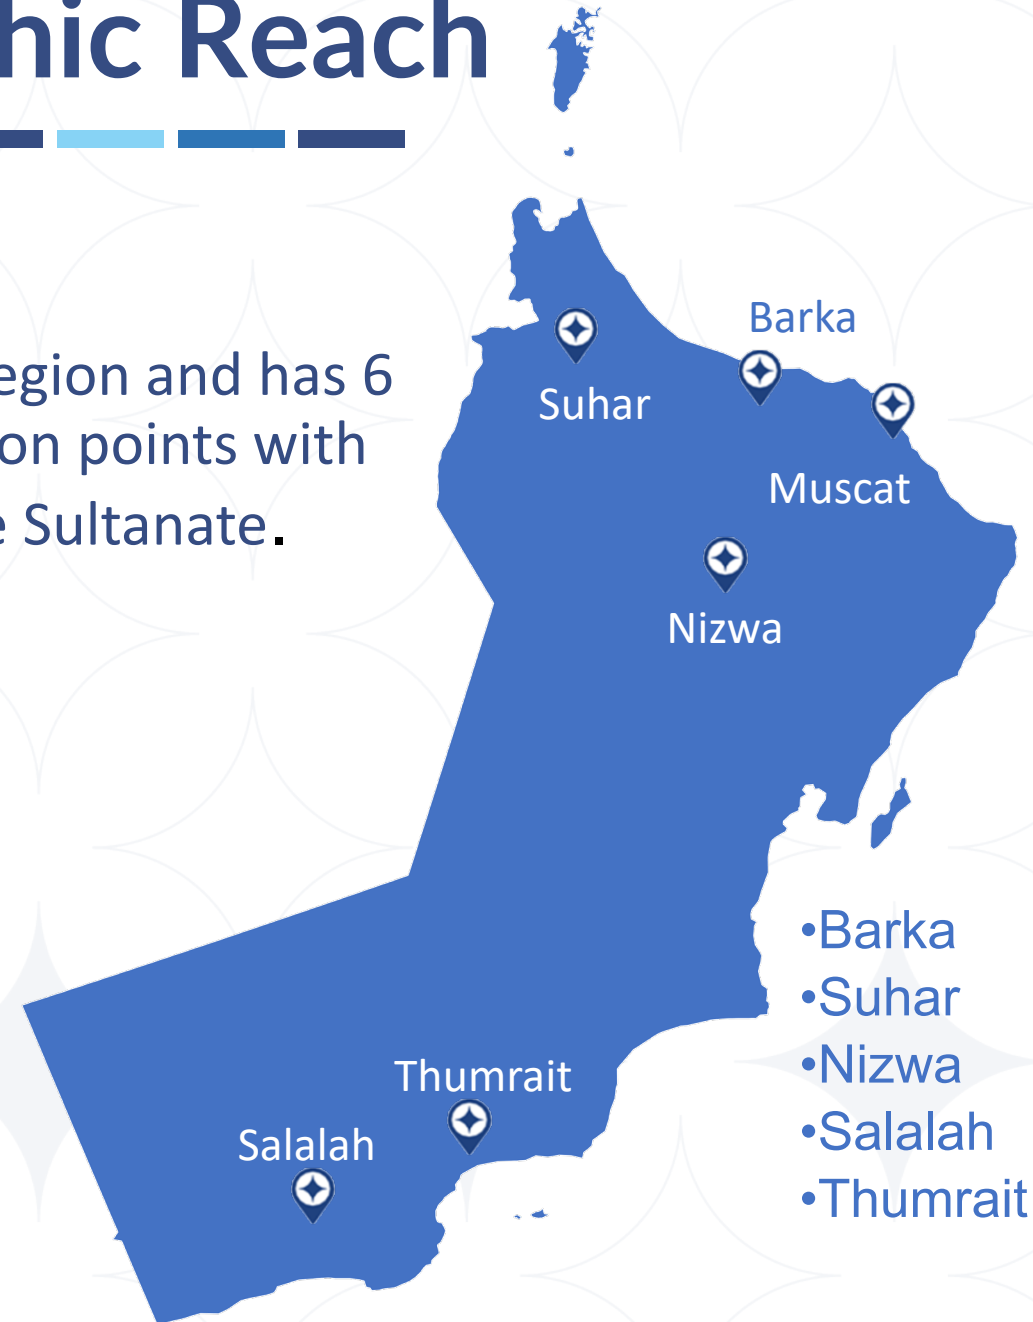 hic Reach
egion and has 6
on points with
e Sultanate.
Barka
Suhar
Muscat
Nizwa
Thumrait
Salalah
•Barka
•Suhar
•Nizwa
•Salalah
•Thumrait